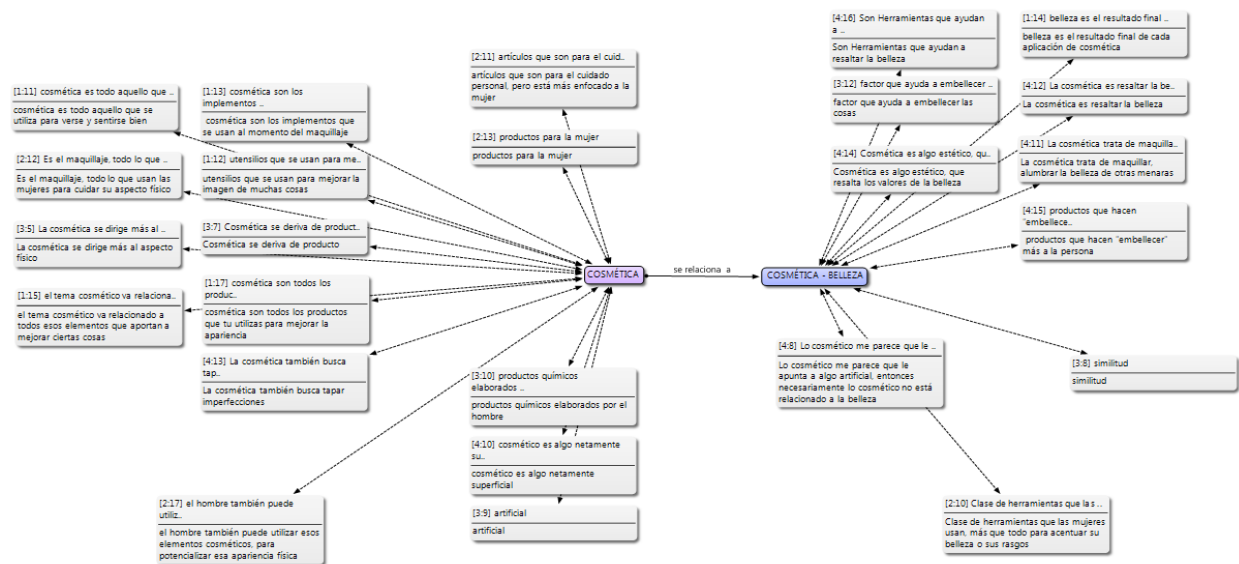 [4:16] Son Herramientas que ayudan
a ..
Son Herramientas que ayudan a
resaltar la belleza
[1:14] belleza es el resultado final ..
belleza es el resultado final de cada
aplicación de cosmética
[2:11] artículos que son para el cuid..
artículos que son para el cuidado
personal, pero está más enfocado a la
mujer
[1:11] cosmética es todo aquello que ..
cosmética es todo aquello que se
utiliza para verse y sentirse bien
[1:13] cosmética son los
implementos ..
cosmética son los implementos que
se usan al momento del maquillaje
[3:12] factor que ayuda a embellecer ..
factor que ayuda a embellecer las
cosas
[4:12] La cosmética es resaltar la be..
La cosmética es resaltar la belleza
[2:13] productos para la mujer
productos para la mujer
[2:12] Es el maquillaje, todo lo que ..
Es el maquillaje, todo lo que usan las
mujeres para cuidar su aspecto físico
[1:12] utensilios que se usan para me..
utensilios que se usan para mejorar la
imagen de muchas cosas
[4:14] Cosmética es algo estético, qu..
Cosmética es algo estético, que
resalta los valores de la belleza
[4:11] La cosmética trata de maquilla..
La cosmética trata de maquillar,
alumbrar la belleza de otras menaras
[3:5] La cosmética se dirige más al ..
La cosmética se dirige más al aspecto
físico
[3:7] Cosmética se deriva de product..
Cosmética se deriva de producto
[4:15] productos que hacen
"embellece..
productos que hacen "embellecer"
más a la persona
COSMÉTICA
se relaciona a
COSMÉTICA - BELLEZA
[1:15] el tema cosmético va relaciona..
el tema cosmético va relacionado a
todos esos elementos que aportan a
mejorar ciertas cosas
[1:17] cosmética son todos los
produc..
cosmética son todos los productos
que tu utilizas para mejorar la
apariencia
[4:13] La cosmética también busca
tap..
La cosmética también busca tapar
imperfecciones
[3:10] productos químicos
elaborados ..
productos químicos elaborados por el
hombre
[4:8] Lo cosmético me parece que le ..
Lo cosmético me parece que le
apunta a algo artificial, entonces
necesariamente lo cosmético no está
relacionado a la belleza
[3:8] similitud
similitud
[4:10] cosmético es algo netamente
su..
cosmético es algo netamente
superficial
[2:17] el hombre también puede
utiliz..
el hombre también puede utilizar esos
elementos cosméticos, para
potencializar esa apariencia física
[3:9] artificial
artificial
[2:10] Clase de herramientas que las ..
Clase de herramientas que las mujeres
usan, más que todo para acentuar su
belleza o sus rasgos